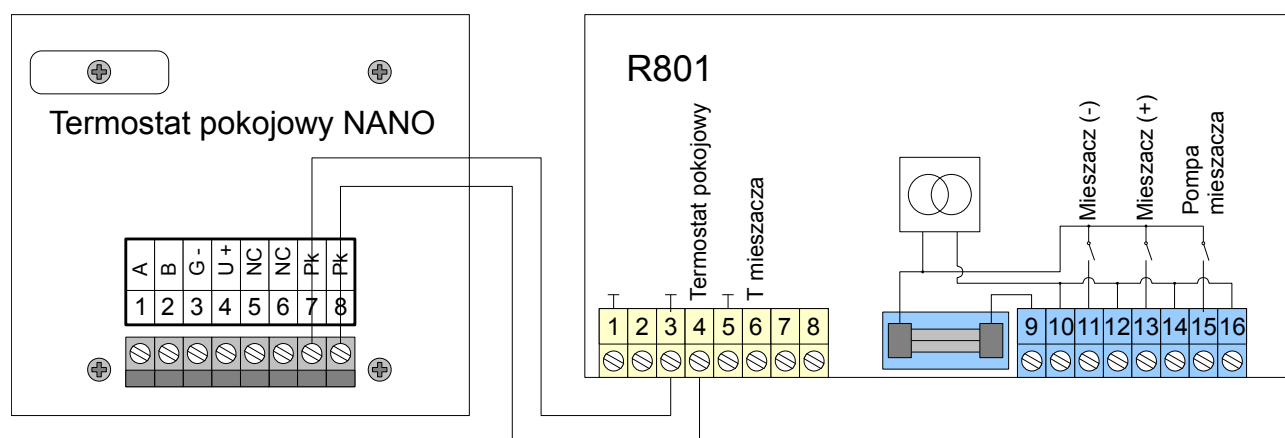 Termostat pokojowy NANO
A B G - U + NC NC Pk Pk
1 2 3 4 5 6 7 8
R801
Termostat pokojowy
T mieszacza
1 2 3 4 5 6 7 8
Mieszacz (-)
Mieszacz (+)
Pompa
mieszacza
9 10 11 12 13 14 15 16